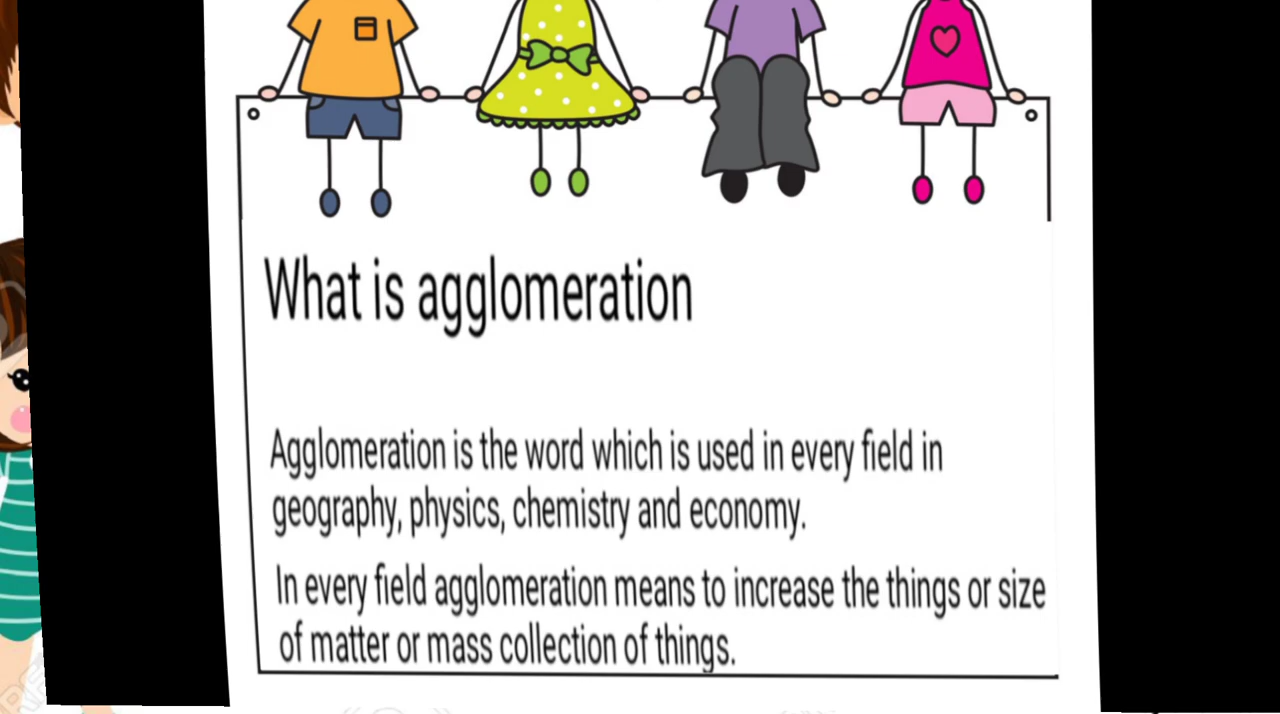 What is agglomeration
Agglomeration is the word which is used in every field in
geography, physics, chemistry and economy.
In every field agglomeration means to increase the things or size
of matter or mass collection of things.